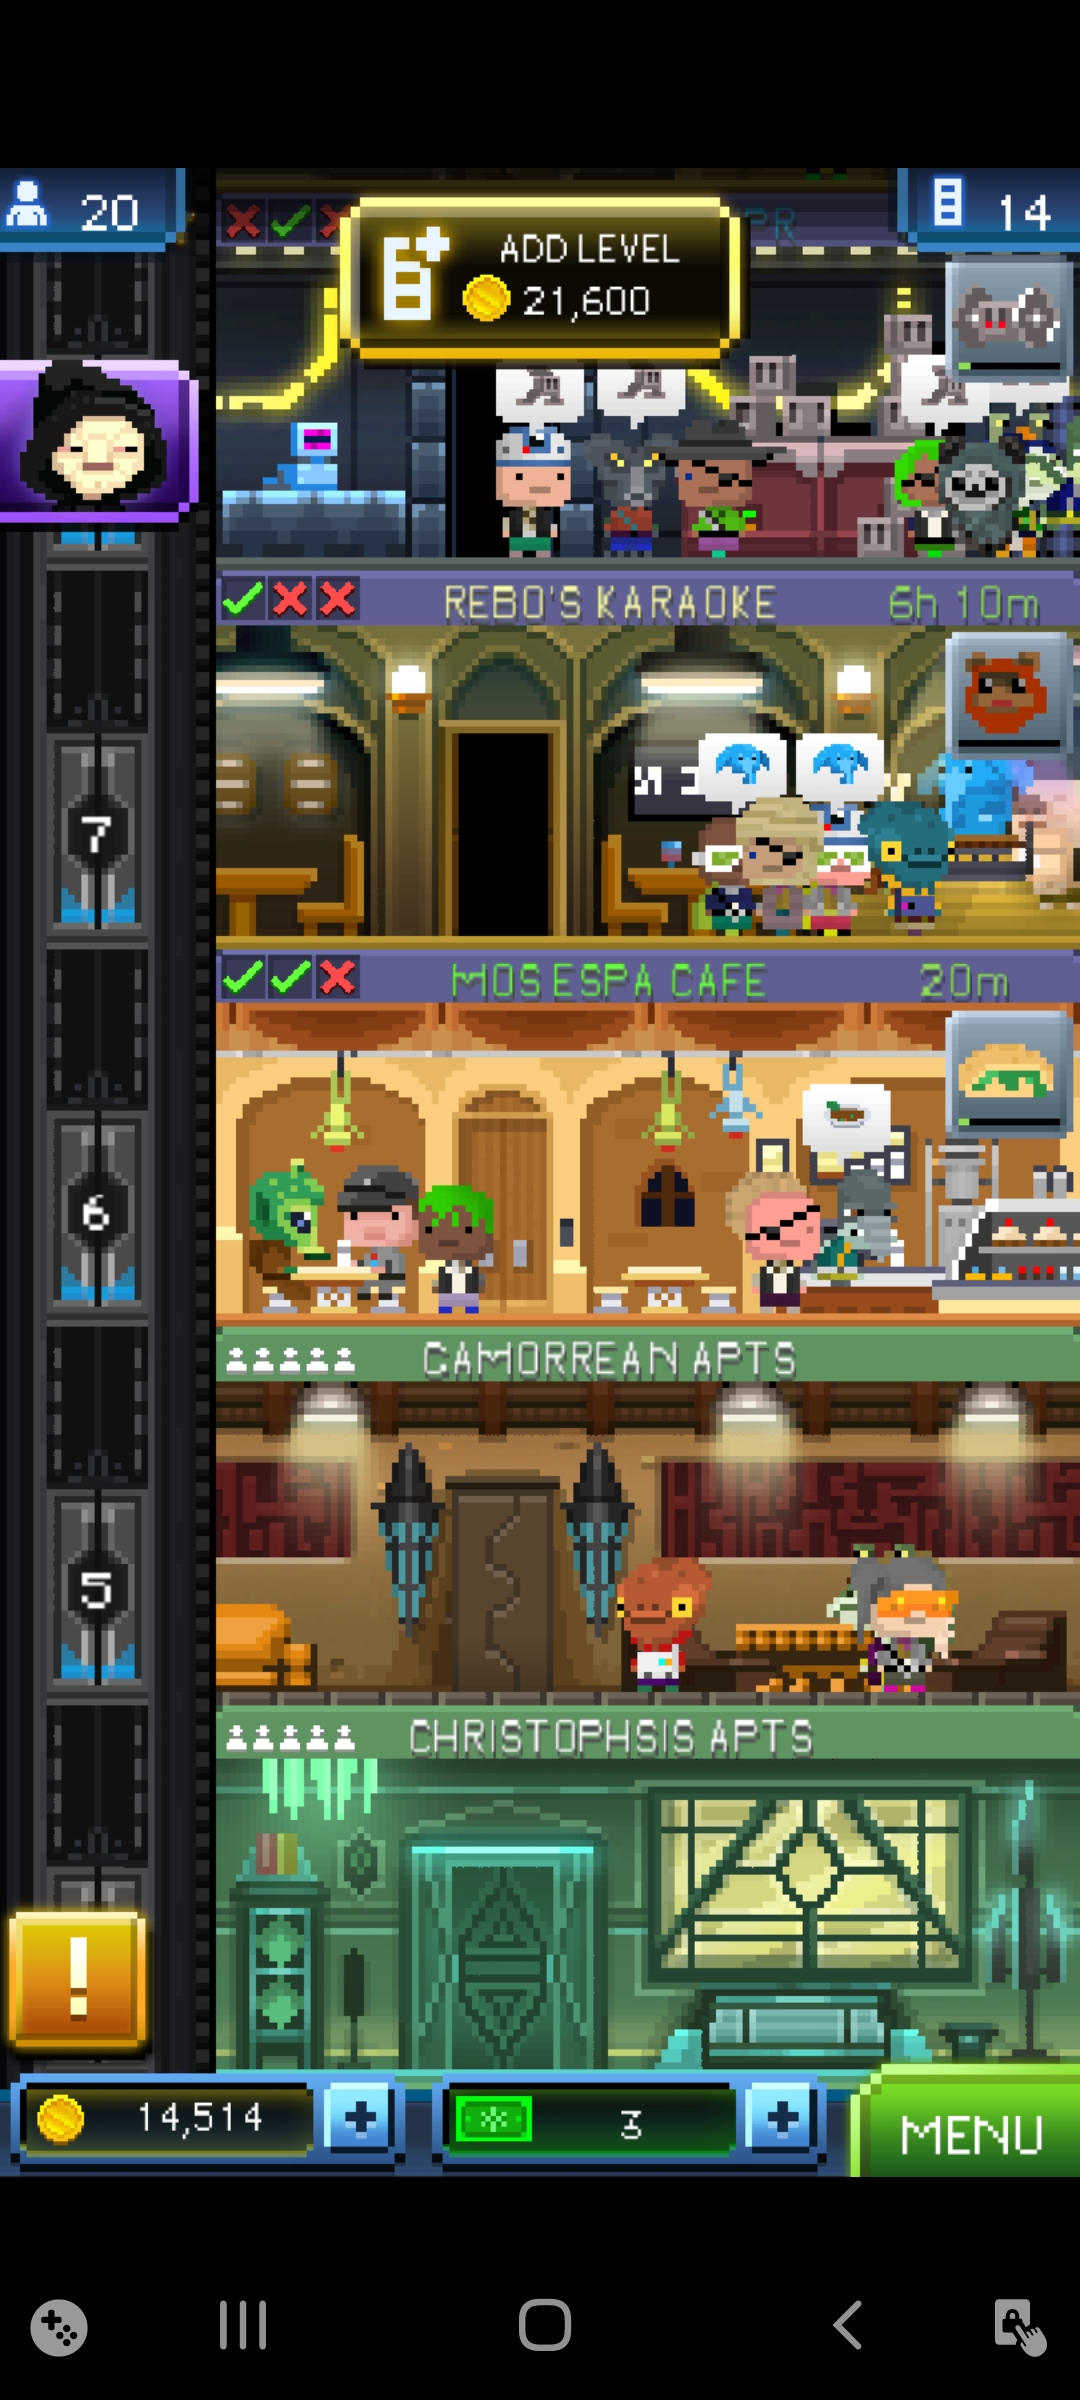 20
PR
14
ADD LEVEL
21,600
REBO'S KARAOKE 6h 10m
7
MOS ESPA CAFE 20m
6
CAMORREAN APTS
5
CHRISTOPHSIS APTS
!
14,514 + 3 +
MENU